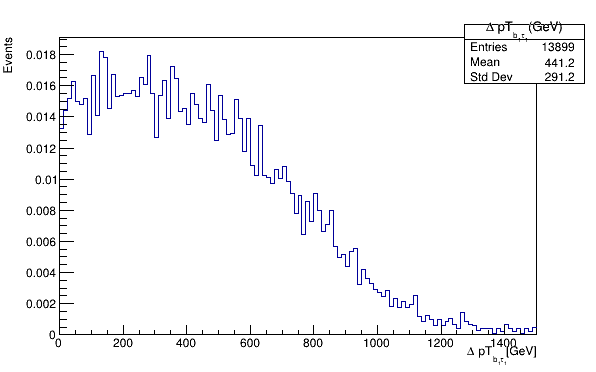 Δ pT_{b₁τ₁}(GeV)
Entries 13899
Mean 441.2
Std Dev 291.2
Events
0.018
0.016
0.014
0.012
0.01
0.008
0.006
0.004
0.002
0
0 200 400 600 800 1000 1200 1400
Δ pT_{b₁τ₁}[GeV]